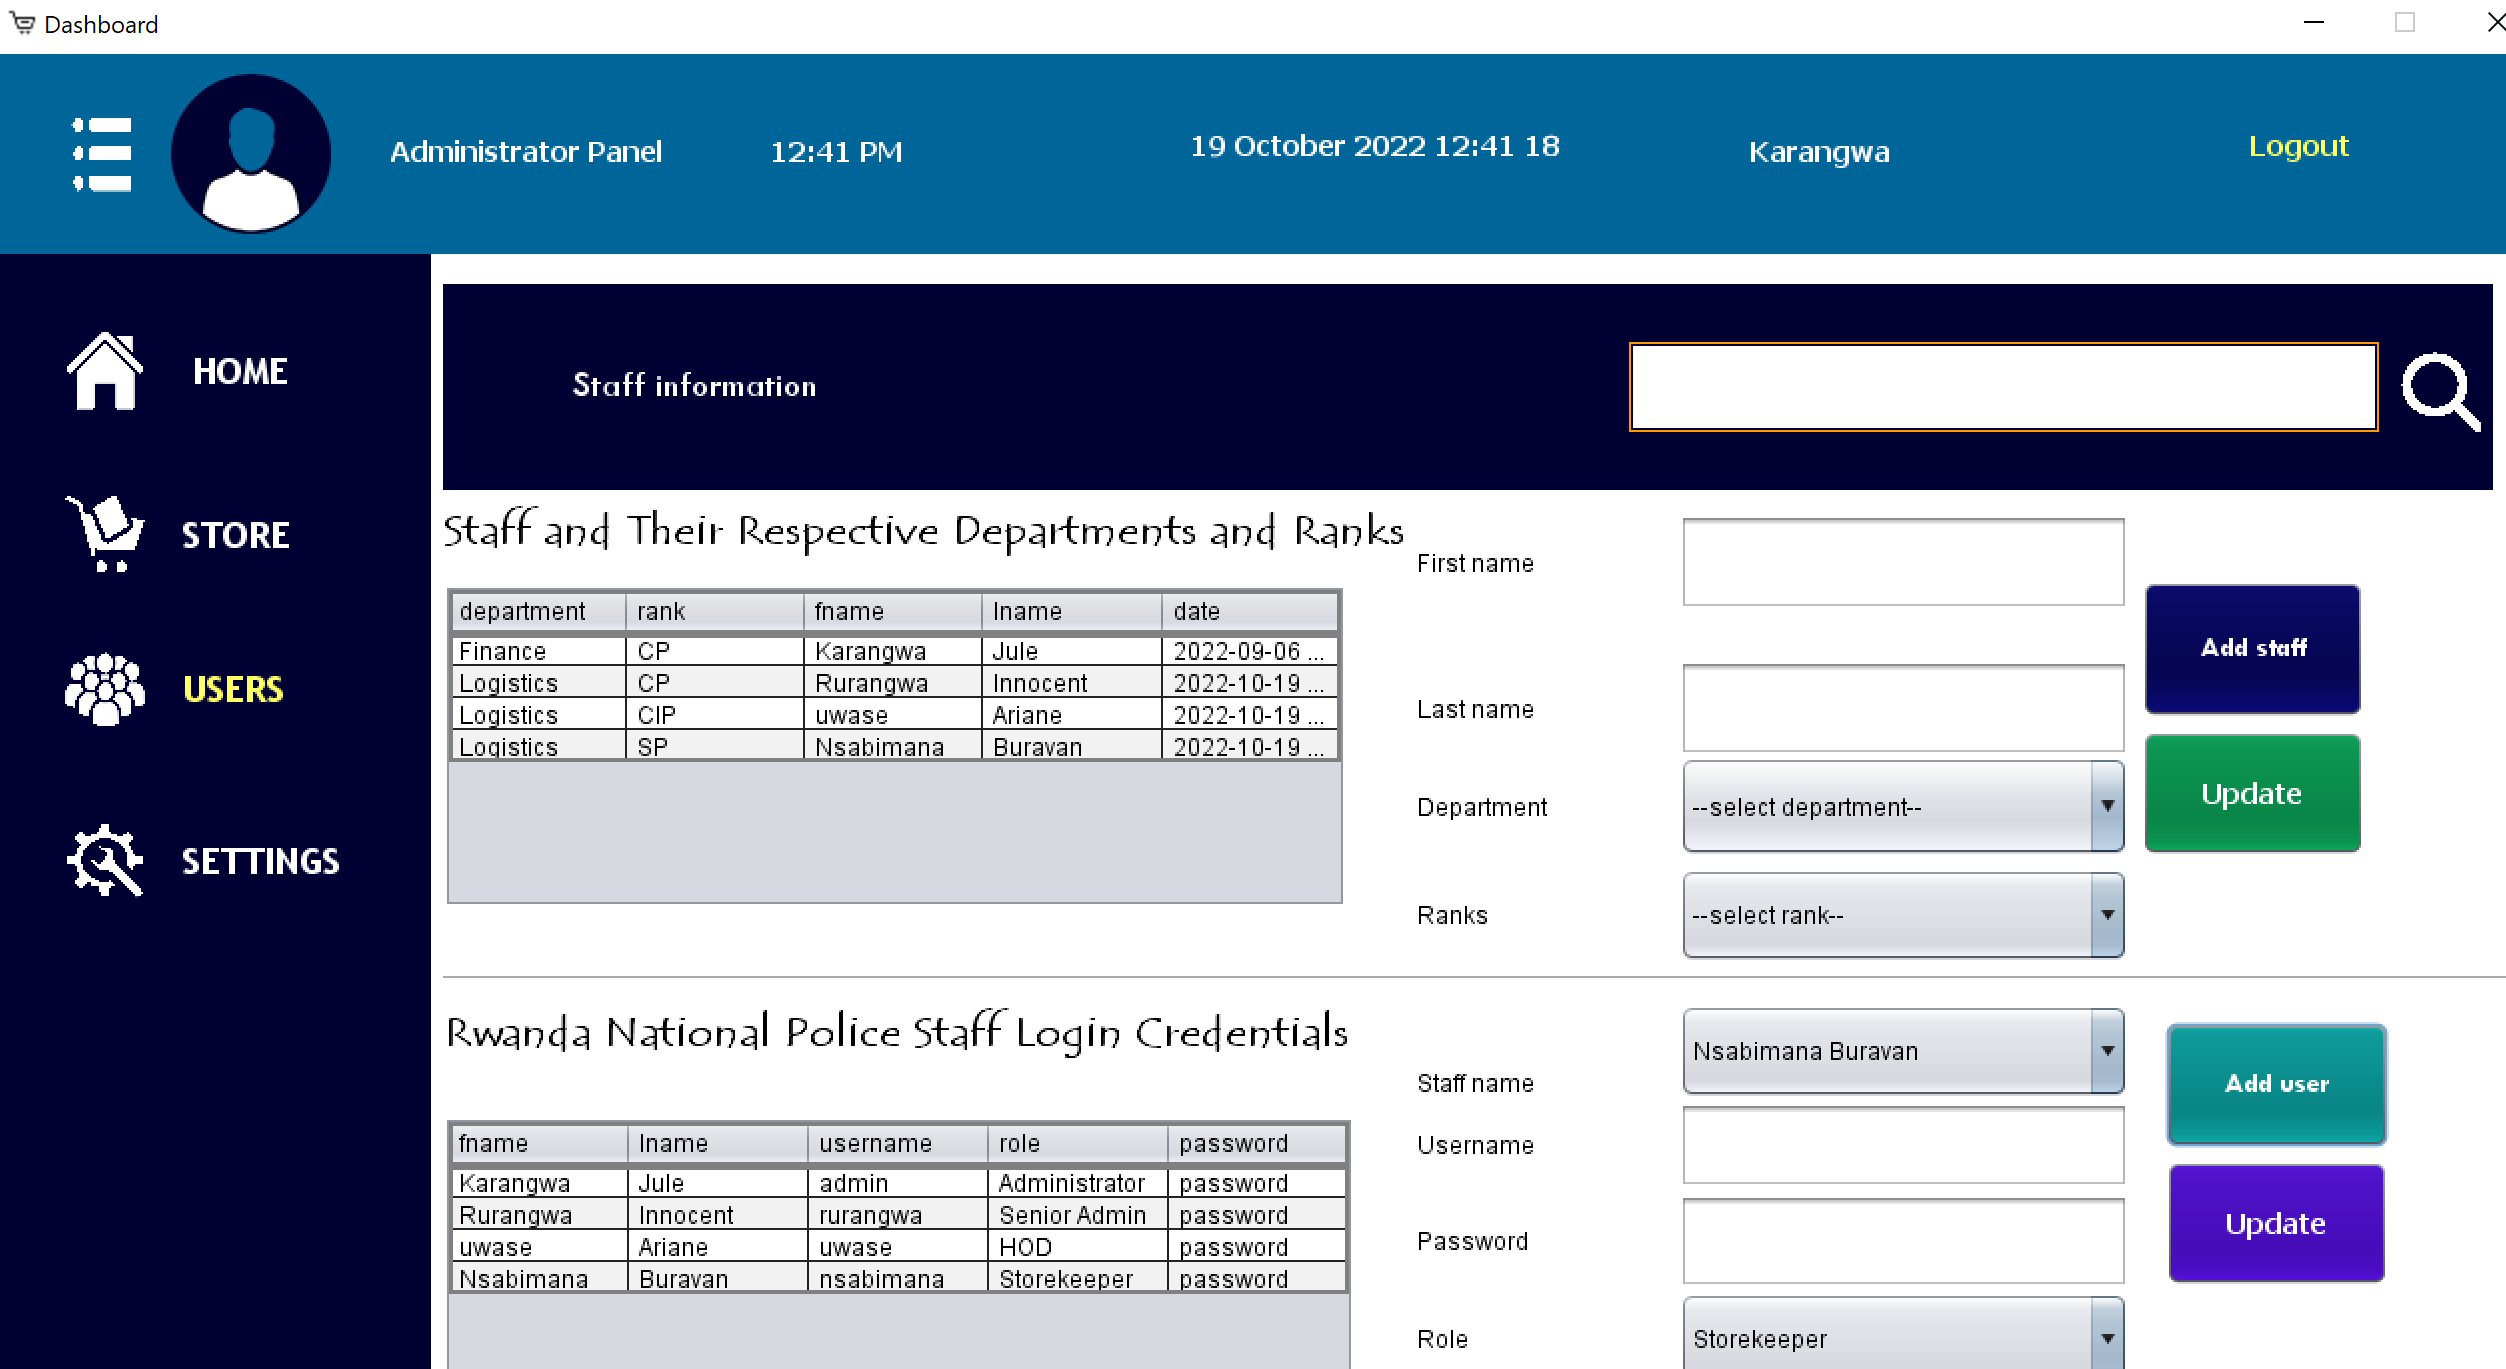 Dashboard
Administrator Panel 12:41 PM 19 October 2022 12:41 18 Karangwa Logout
HOME
STORE
USERS
SETTINGS
Staff information
Staff and Their Respective Departments and Ranks
department rank fname lname date
Finance CP Karangwa Jule 2022-09-06 ...
Logistics CP Rurangwa Innocent 2022-10-19 ...
Logistics CIP uwase Ariane 2022-10-19 ...
Logistics SP Nsabimana Buravan 2022-10-19 ...
First name
Last name
Department --select department--
Ranks --select rank--
Add staff
Update
Rwanda National Police Staff Login Credentials
fname lname username role password
Karangwa Jule admin Administrator password
Rurangwa Innocent rurangwa Senior Admin password
uwase Ariane uwase HOD password
Nsabimana Buravan nsabimana Storekeeper password
Staff name Nsabimana Buravan
Username
Password
Role Storekeeper
Add user
Update